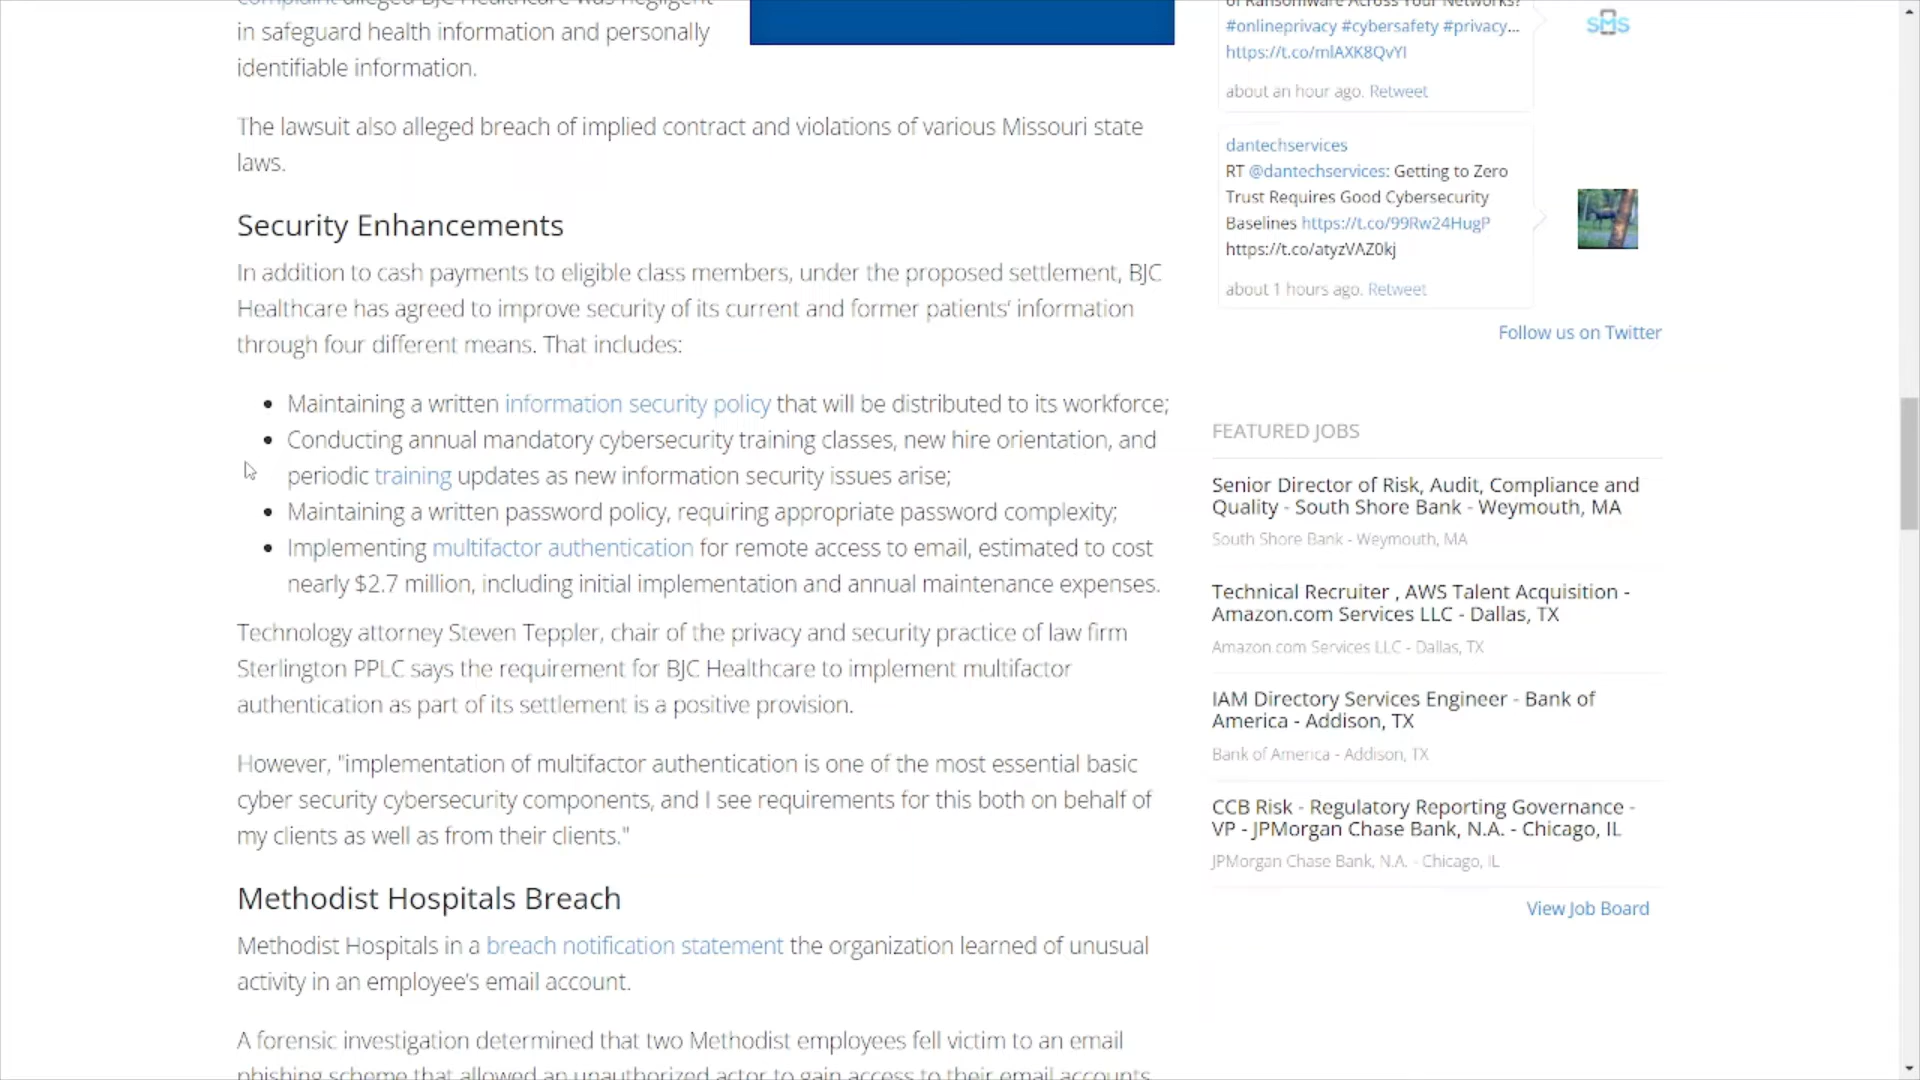 complaint alleged BJC Healthcare was negligent
in safeguard health information and personally
identifiable information.
The lawsuit also alleged breach of implied contract and violations of various Missouri state
laws.
Security Enhancements
In addition to cash payments to eligible class members, under the proposed settlement, BJC
Healthcare has agreed to improve security of its current and former patients' information
through four different means. That includes:
Maintaining a written information security policy that will be distributed to its workforce;
Conducting annual mandatory cybersecurity training classes, new hire orientation, and
periodic training updates as new information security issues arise;
Maintaining a written password policy, requiring appropriate password complexity;
Implementing multifactor authentication for remote access to email, estimated to cost
nearly $2.7 million, including initial implementation and annual maintenance expenses.
Technology attorney Steven Teppler, chair of the privacy and security practice of law firm
Sterlington PPLC says the requirement for BJC Healthcare to implement multifactor
authentication as part of its settlement is a positive provision.
However, "implementation of multifactor authentication is one of the most essential basic
cyber security cybersecurity components, and I see requirements for this both on behalf of
my clients as well as from their clients."
Methodist Hospitals Breach
Methodist Hospitals in a breach notification statement the organization learned of unusual
activity in an employee's email account.
A forensic investigation determined that two Methodist employees fell victim to an email
phishing scheme that allowed an unauthorized actor to gain access to their email accounts
of Ransomware Across Your Networks?
#onlineprivacy #cybersafety #privacy...
https://t.co/mlAXK8QvYI
about an hour ago. Retweet
SMS
dantechservices
RT @dantechservices: Getting to Zero
Trust Requires Good Cybersecurity
Baselines https://t.co/99Rw24HugP
https://t.co/atyzVAZ0kj
about 1 hours ago. Retweet
Follow us on Twitter
FEATURED JOBS
Senior Director of Risk, Audit, Compliance and
Quality - South Shore Bank - Weymouth, MA
South Shore Bank - Weymouth, MA
Technical Recruiter , AWS Talent Acquisition -
Amazon.com Services LLC - Dallas, TX
Amazon.com Services LLC - Dallas, TX
IAM Directory Services Engineer - Bank of
America - Addison, TX
Bank of America - Addison, TX
CCB Risk - Regulatory Reporting Governance -
VP - JPMorgan Chase Bank, N.A. - Chicago, IL
JPMorgan Chase Bank, N.A. - Chicago, IL
View Job Board